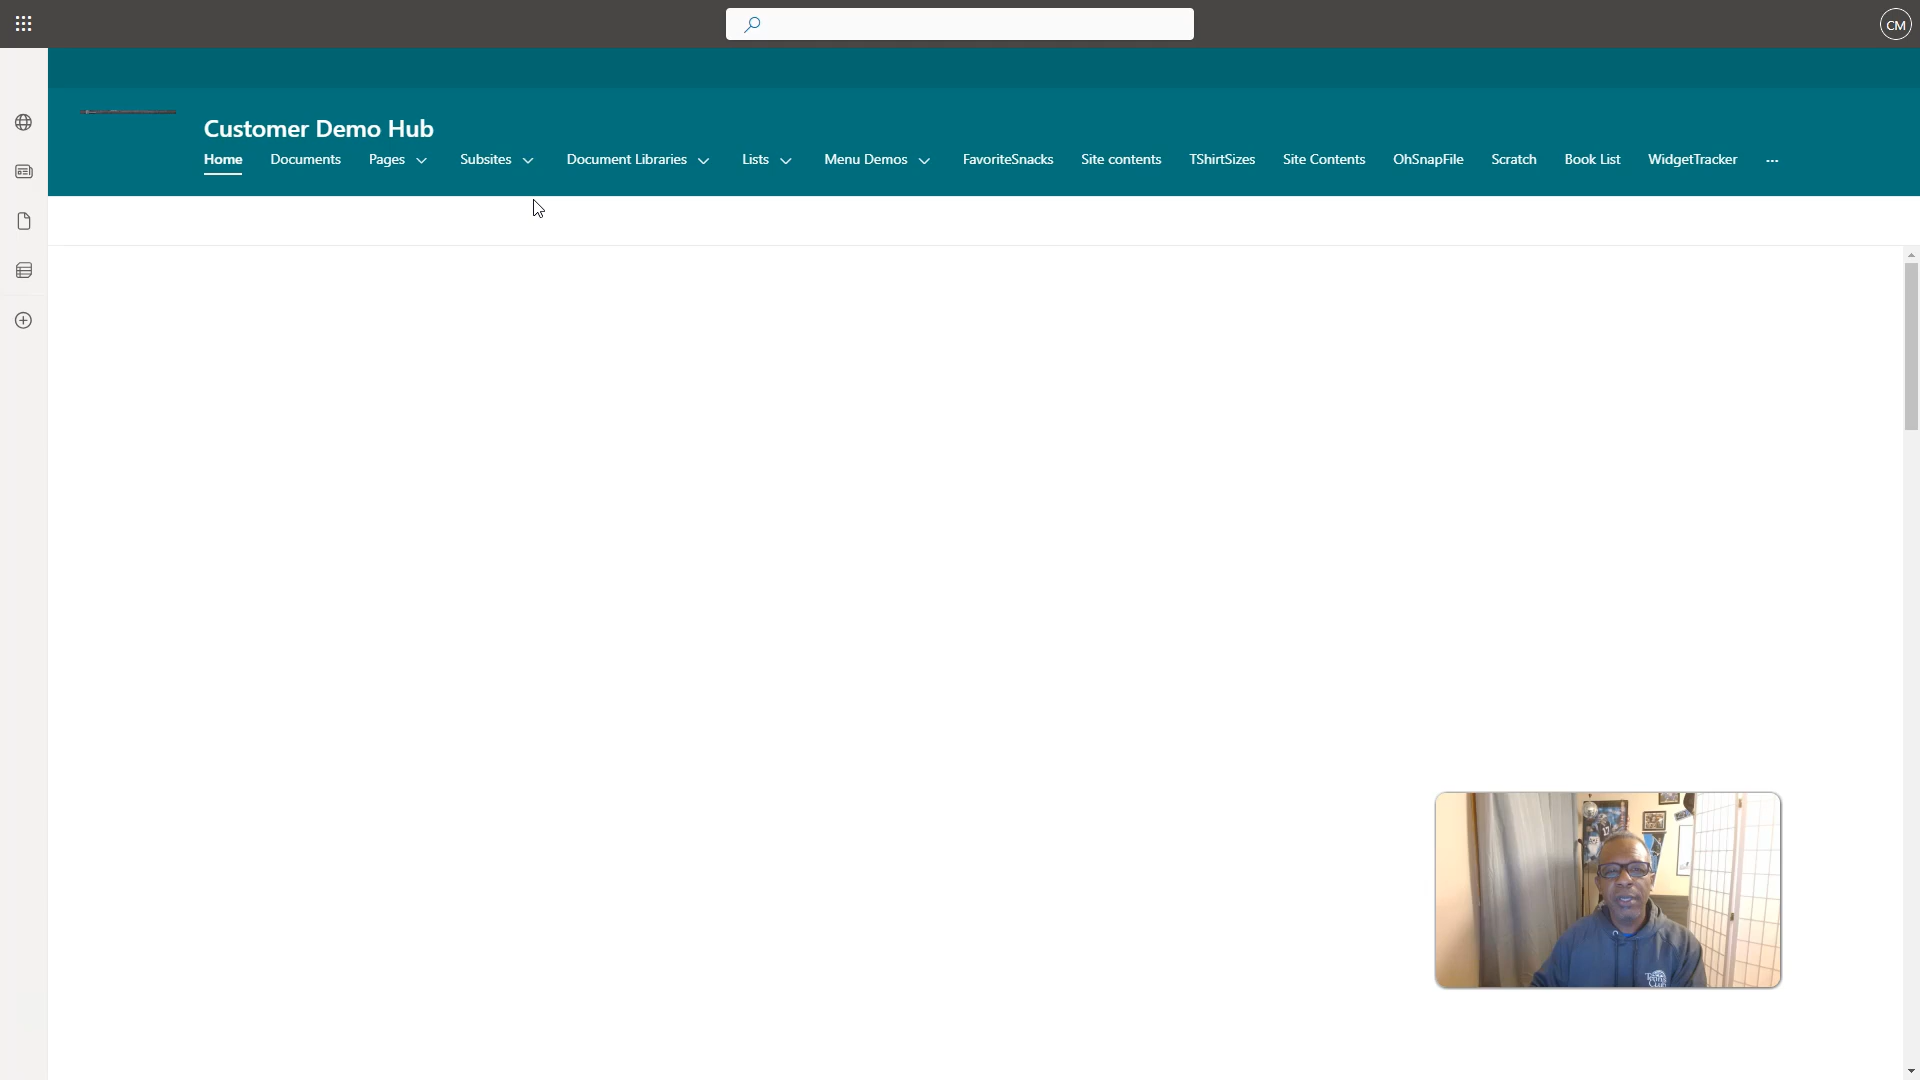 CM
Customer Demo Hub
Home Documents Pages Subsites Document Libraries Lists Menu Demos FavoriteSnacks Site contents TShirtSizes Site Contents OhSnapFile Scratch Book List WidgetTracker ...
17